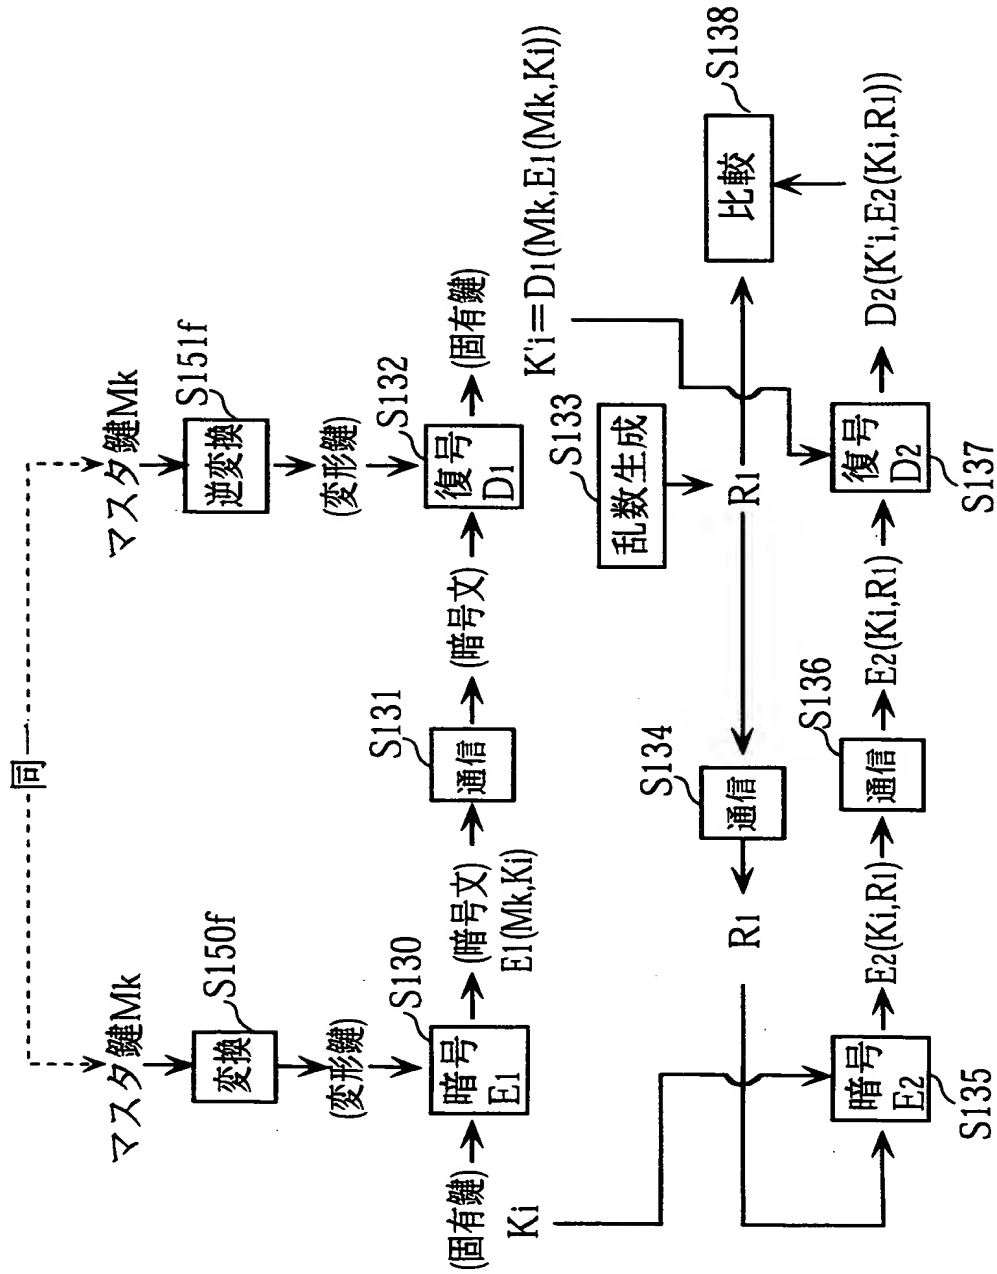 同
マスタ鍵Mk
マスタ鍵Mk
S150f
S151f
変換
逆変換
(変形鍵)
(変形鍵)
S130
S131
S132
(固有鍵)
暗号
E1
(暗号文)
通信
(暗号文)
復号
D1
(固有鍵)
Ki
E1(Mk,Ki)
K'i=D1(Mk,E1(Mk,Ki))
S133
乱数生成
S134
S138
R1
通信
R1
比較
S136
暗号
E2
E2(Ki,R1)
通信
E2(Ki,R1)
復号
D2
D2(K'i,E2(Ki,R1))
S135
S137